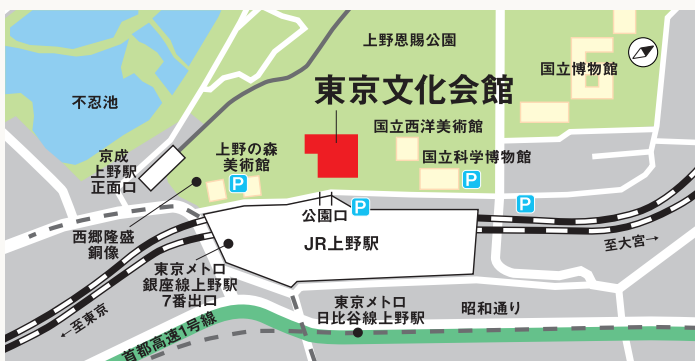 上野恩賜公園
国立博物館
東京文化会館
不忍池
国立西洋美術館
上野の森
美術館
国立科学博物館
京成
上野駅
正面口
P
P
P
P
公園口
JR上野駅
西郷隆盛
銅像
至大宮→
東京メトロ
銀座線上野駅
7番出口
東京メトロ
日比谷線上野駅
昭和通り
←至東京
首都高速1号線